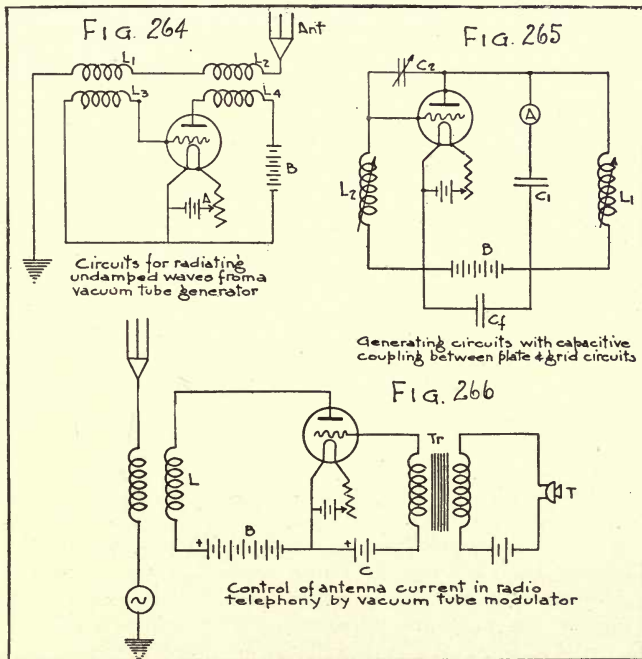 FIG. 264
Ant
L1
L2
L3
L4
B
A
Circuits for radiating
undamped waves froma
vacuum tube generator
FIG. 265
C2
A
L2
C1
L1
B
Cf
Generating circuits with capacitive
coupling between plate & grid circuits
FIG. 266
Tr
L
T
+
B
+
C
Control of antenna current in radio
telephony by vacuum tube modulator